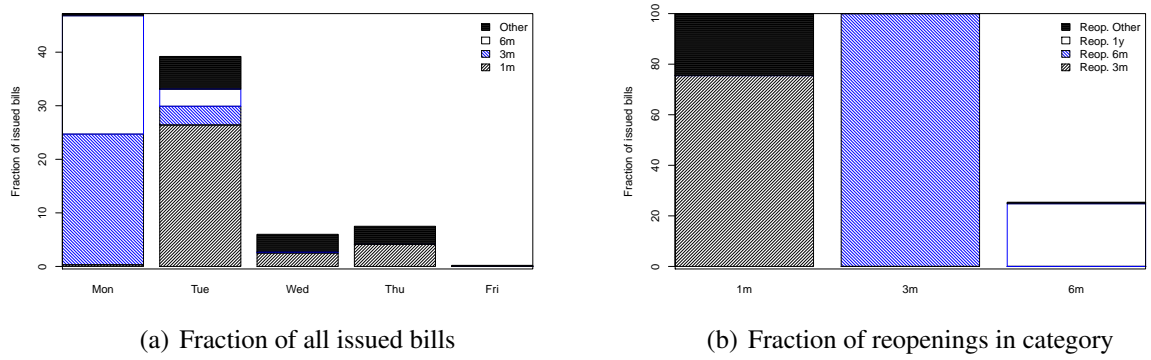 Fraction of issued bills
0
10
20
30
40
Mon
Tue
Wed
Thu
Fri
Other
6m
3m
1m
(a) Fraction of all issued bills
Fraction of issued bills
0
20
40
60
80
100
1m
3m
6m
Reop. Other
Reop. 1y
Reop. 6m
Reop. 3m
(b) Fraction of reopenings in category